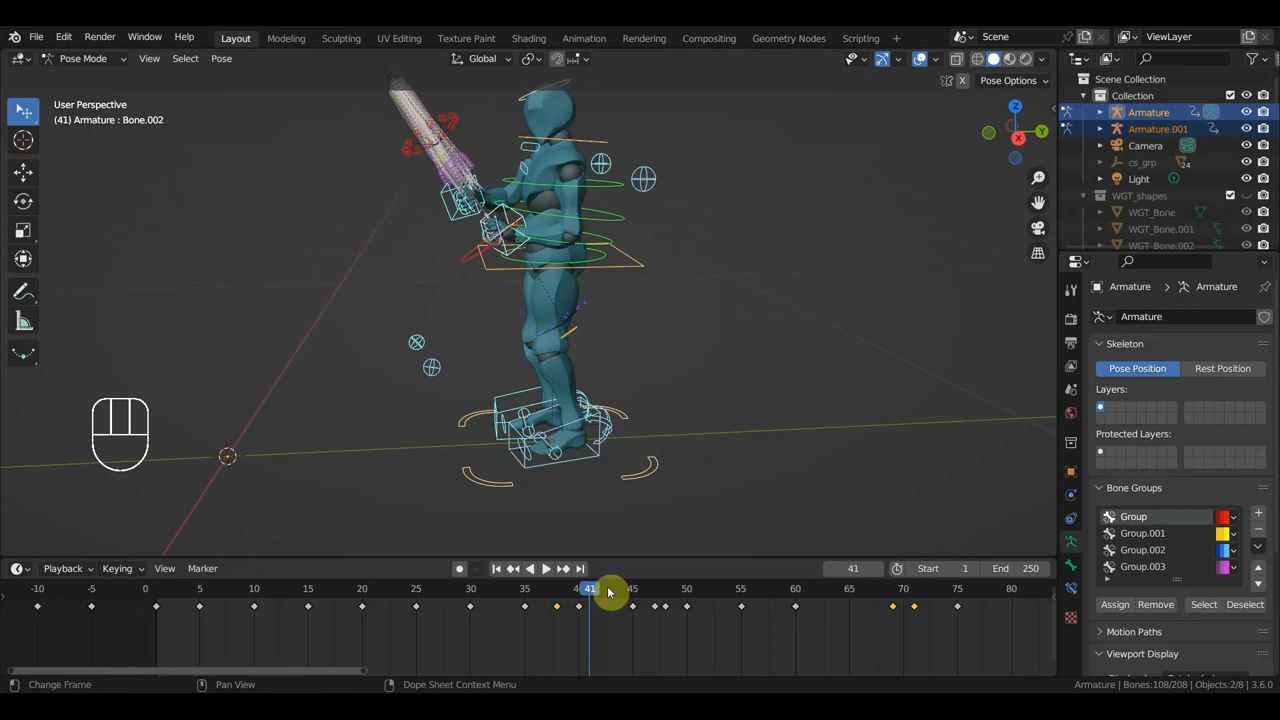 File Edit Render Window Help Layout Modeling Sculpting UV Editing Texture Paint Shading Animation Rendering Compositing Geometry Nodes Scripting + Scene ViewLayer
Pose Mode View Select Pose Global
X Pose Options
User Perspective
(41) Armature : Bone.002
Z
Y
X
Scene Collection
Collection
Armature
Armature.001
Camera
cs_grp 24
Light
WGT_shapes
WGT_Bone
WGT_Bone.001
WGT_Bone.002
Armature > Armature
Armature
Skeleton
Pose Position Rest Position
Layers:
Protected Layers:
Bone Groups
Group
Group.001
Group.002
Group.003
Assign Remove Select Deselect
Motion Paths
Viewport Display
Playback Keying View Marker 41 Start 1 End 250
-10 -5 0 5 10 15 20 25 30 35 41 45 50 55 60 65 70 75 80
Change Frame Pan View Dope Sheet Context Menu Armature | Bones:108/208 | Objects:2/8 | 3.6.0